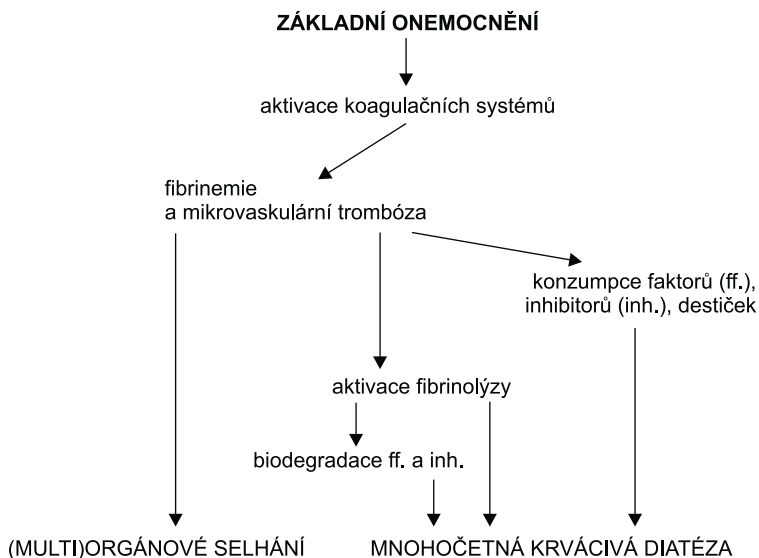 ZÁKLADNÍ ONEMOCNĚNÍ
aktivace koagulačních systémů
fibrinemie
a mikrovaskulární trombóza
konzumpce faktorů (ff.),
inhibitorů (inh.), destiček
aktivace fibrinolýzy
biodegradace ff. a inh.
(MULTI)ORGÁNOVÉ SELHÁNÍ
MNOHOČETNÁ KRVÁCIVÁ DIATÉZA